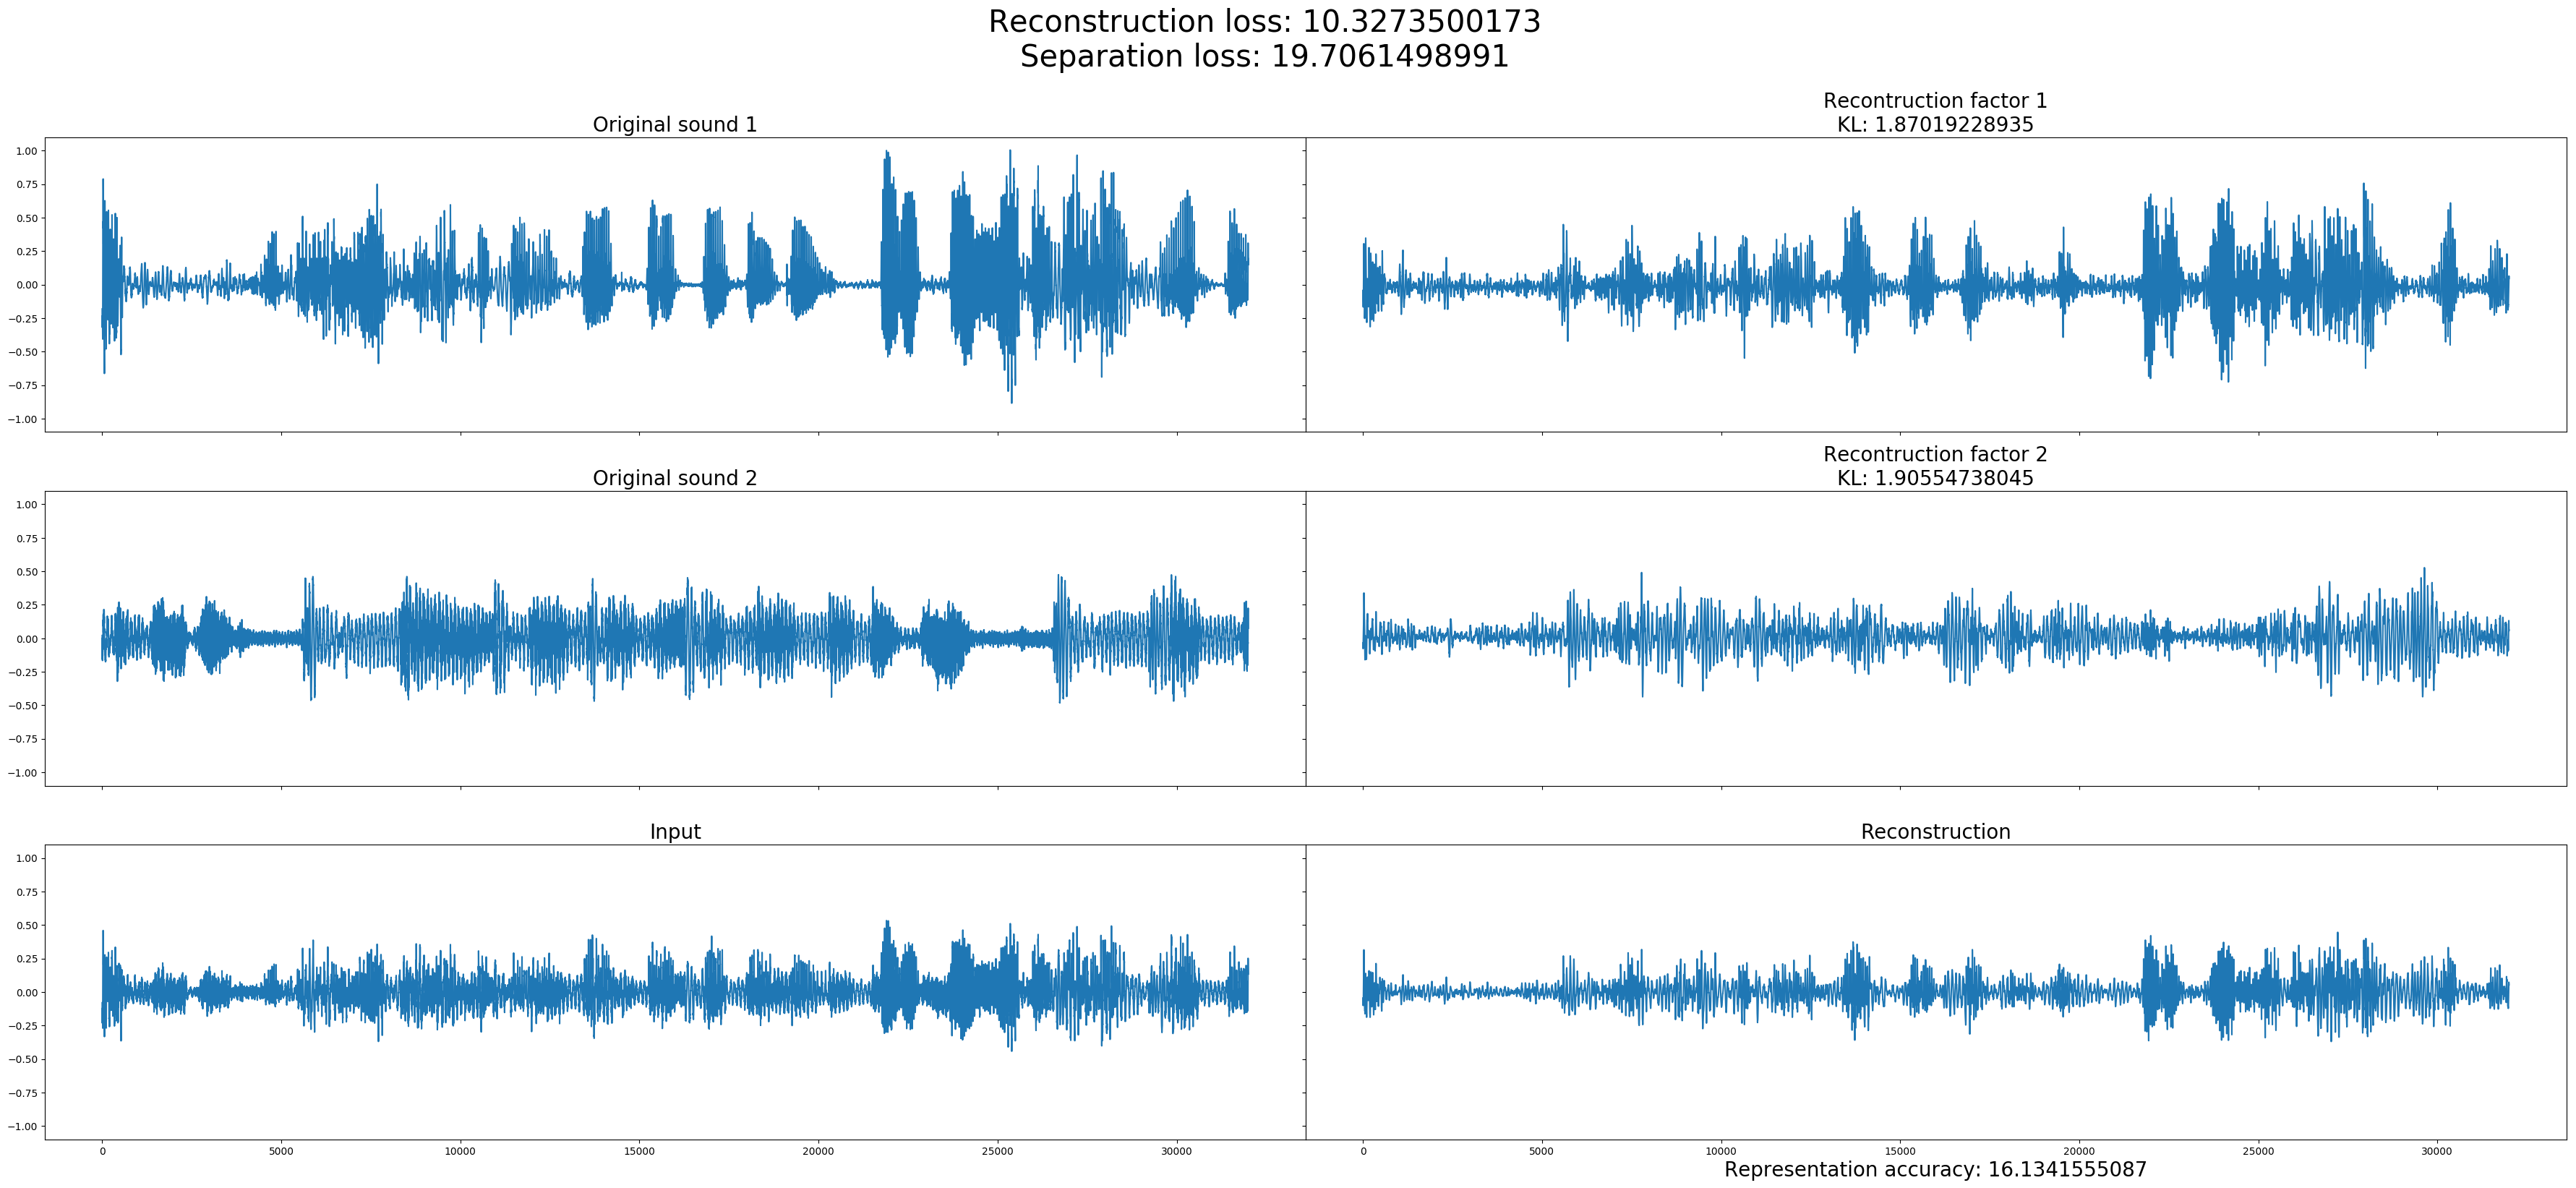 Reconstruction loss: 10.3273500173
Separation loss: 19.7061498991
Original sound 1
Recontruction factor 1
KL: 1.87019228935
1.00
0.75
0.50
0.25
0.00
−0.25
−0.50
−0.75
−1.00
Original sound 2
Recontruction factor 2
KL: 1.90554738045
1.00
0.75
0.50
0.25
0.00
−0.25
−0.50
−0.75
−1.00
Input
Reconstruction
1.00
0.75
0.50
0.25
0.00
−0.25
−0.50
−0.75
−1.00
0 5000 10000 15000 20000 25000 30000
0 5000 10000 15000 20000 25000 30000
Representation accuracy: 16.1341555087